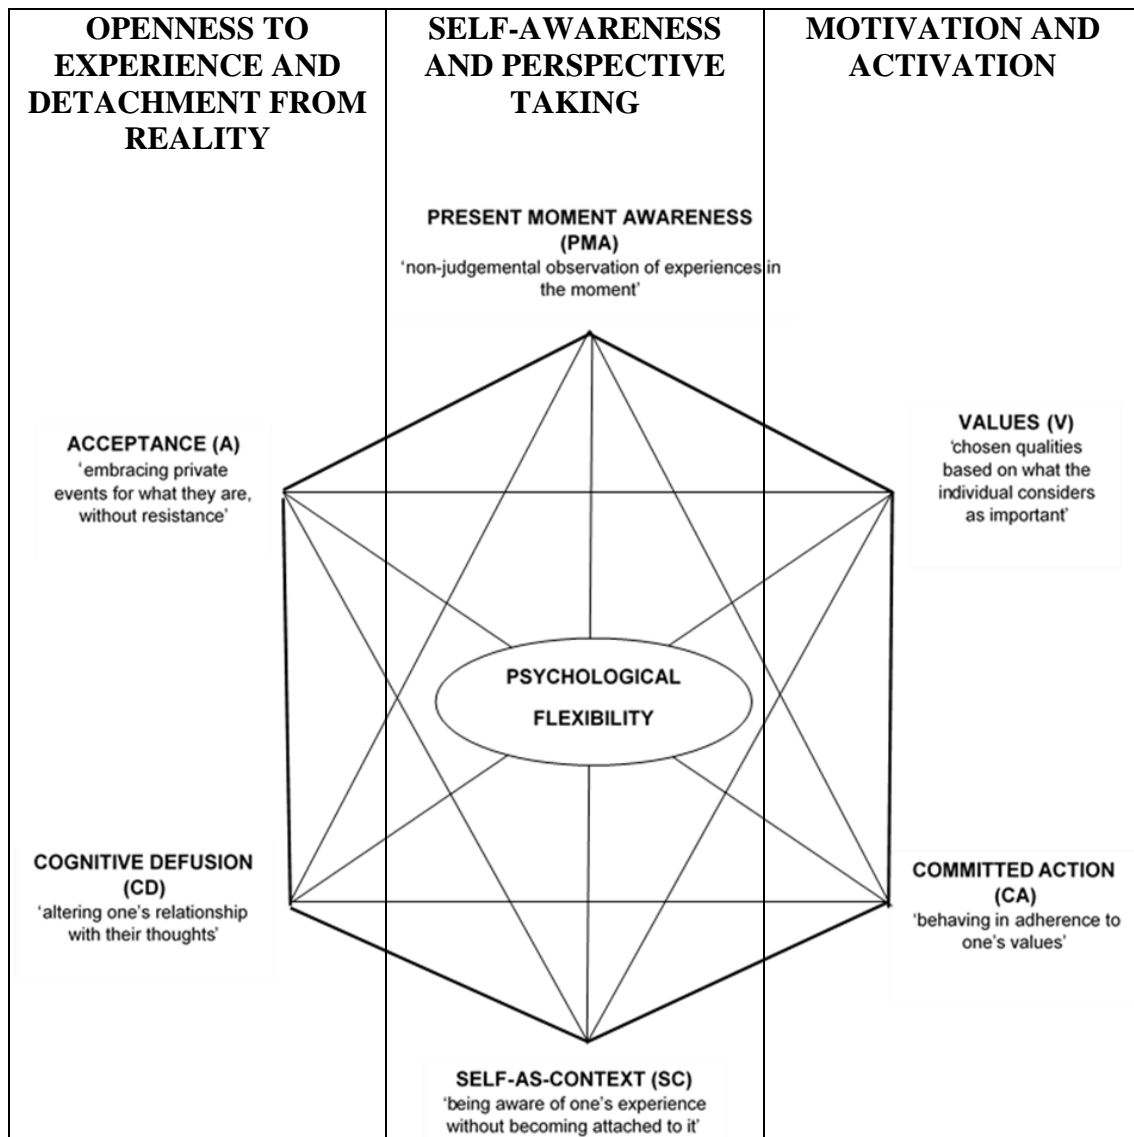 OPENNESS TO
EXPERIENCE AND
DETACHMENT FROM
REALITY
SELF-AWARENESS
AND PERSPECTIVE
TAKING
MOTIVATION AND
ACTIVATION
PRESENT MOMENT AWARENESS
(PMA)
'non-judgemental observation of experiences in
the moment'
ACCEPTANCE (A)
'embracing private
events for what they are,
without resistance'
VALUES (V)
'chosen qualities
based on what the
individual considers
as important'
PSYCHOLOGICAL
FLEXIBILITY
COGNITIVE DEFUSION
(CD)
'altering one's relationship
with their thoughts'
COMMITTED ACTION
(CA)
'behaving in adherence to
one's values'
SELF-AS-CONTEXT (SC)
'being aware of one's experience
without becoming attached to it'